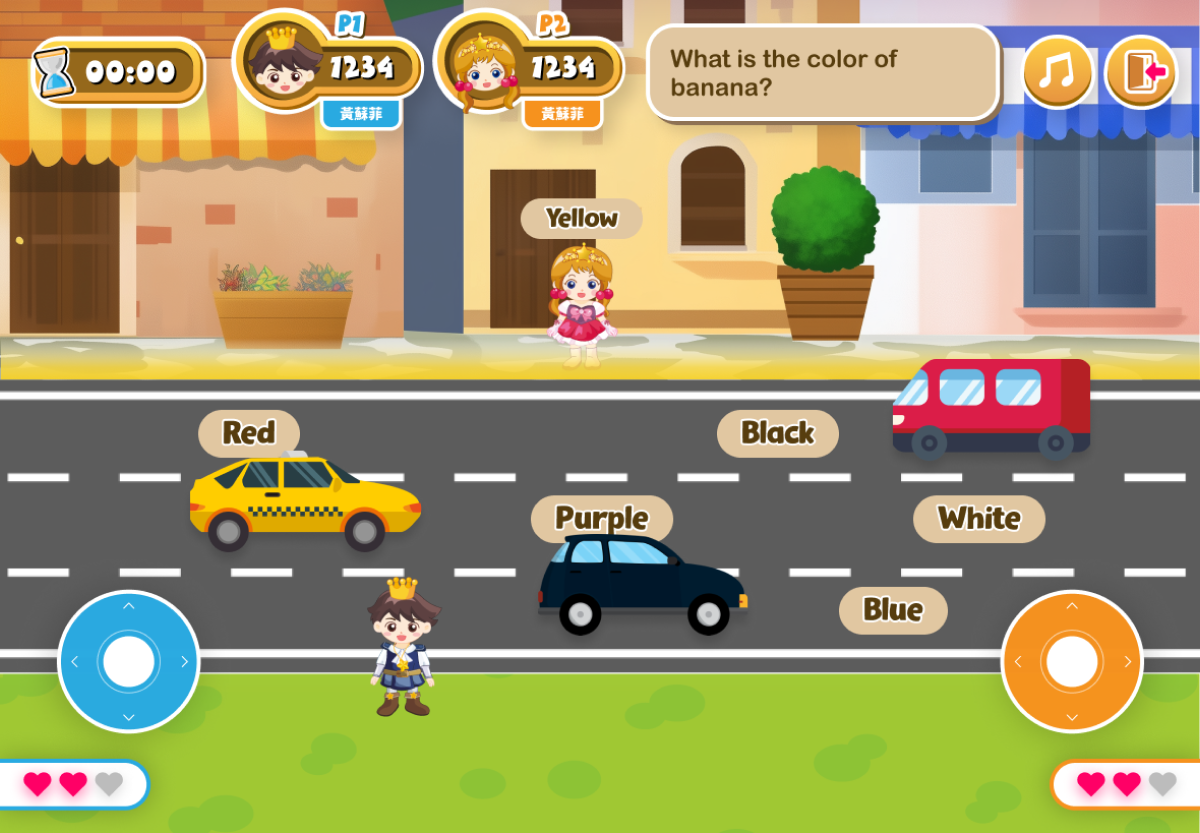 00:00
P1
1234
黃蘇菲
P2
1234
黃蘇菲
What is the color of
banana?
Yellow
Red
Black
Purple
White
Blue